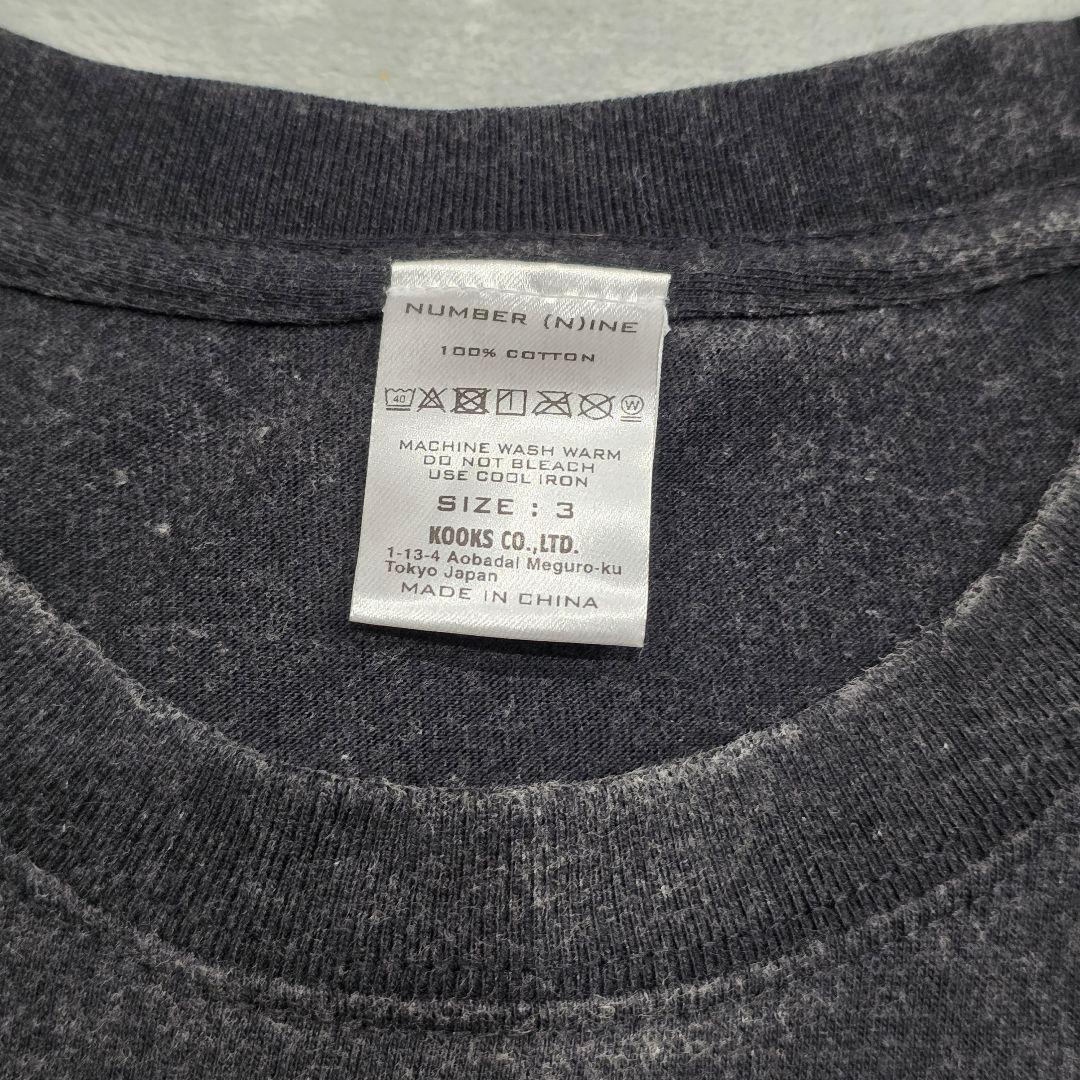 NUMBER (N)INE
100% COTTON
40 W
MACHINE WASH WARM
DO NOT BLEACH
USE COOL IRON
SIZE : 3
KOOKS CO.,LTD.
1-13-4 Aobadai Meguro-ku
Tokyo Japan
MADE IN CHINA